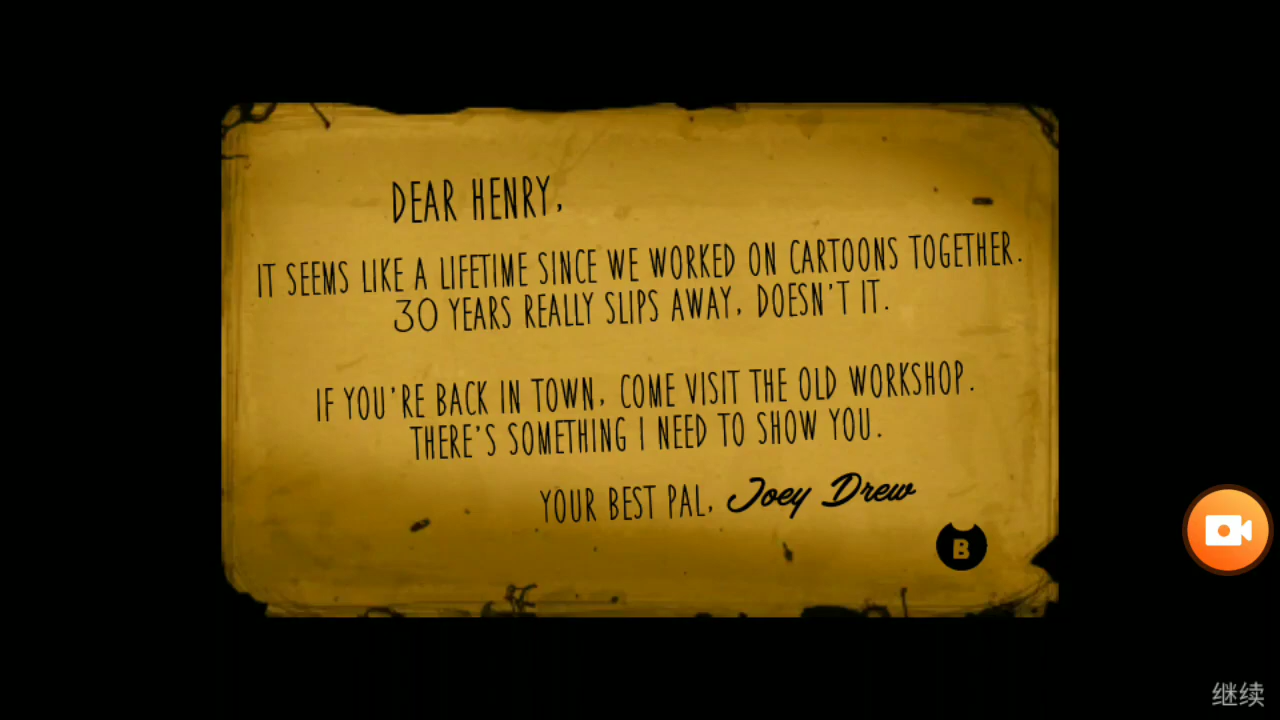 DEAR HENRY,
IT SEEMS LIKE A LIFETIME SINCE WE WORKED ON CARTOONS TOGETHER.
30 YEARS REALLY SLIPS AWAY, DOESN'T IT.
IF YOU'RE BACK IN TOWN, COME VISIT THE OLD WORKSHOP.
THERE'S SOMETHING I NEED TO SHOW YOU.
YOUR BEST PAL, Joey Drew
B
继续